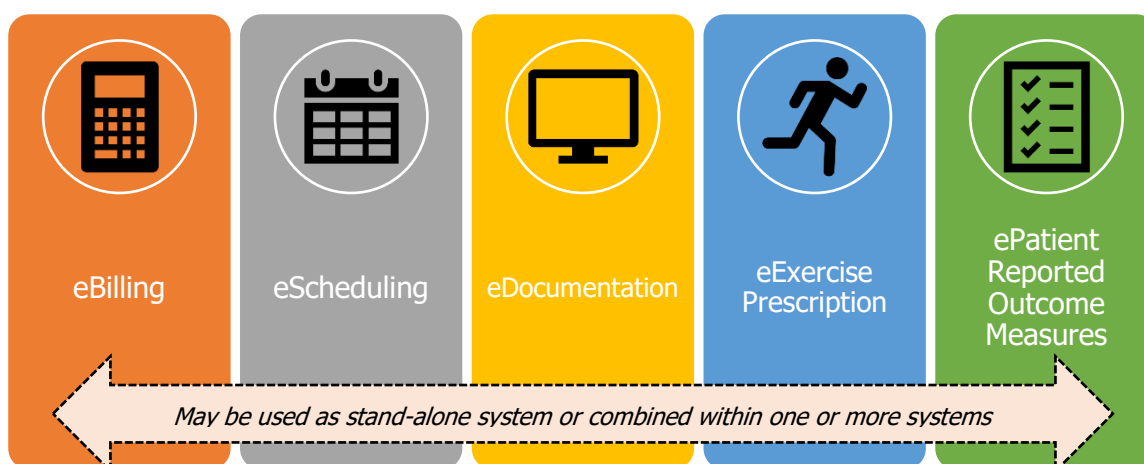 eBilling
eScheduling
eDocumentation
eExercise
Prescription
ePatient
Reported
Outcome
Measures
May be used as stand-alone system or combined within one or more systems